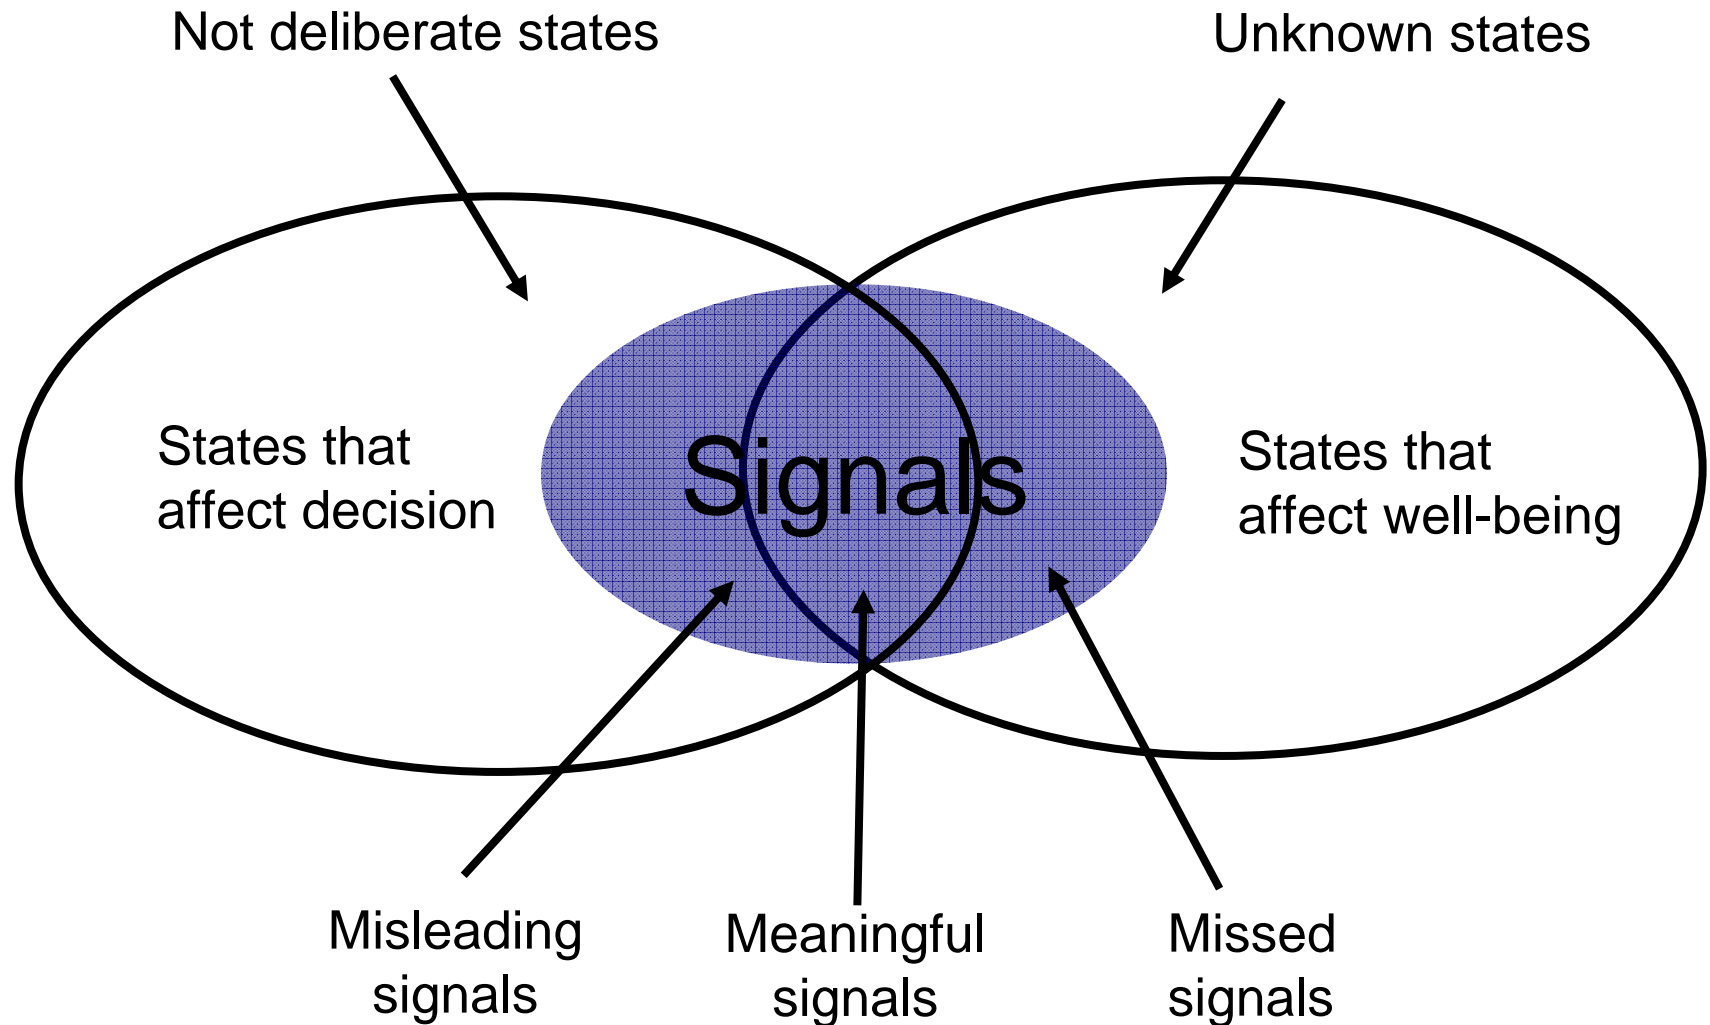 Not deliberate states
Unknown states
States that
affect decision
Signals
States that
affect well-being
Misleading
signals
Meaningful
signals
Missed
signals